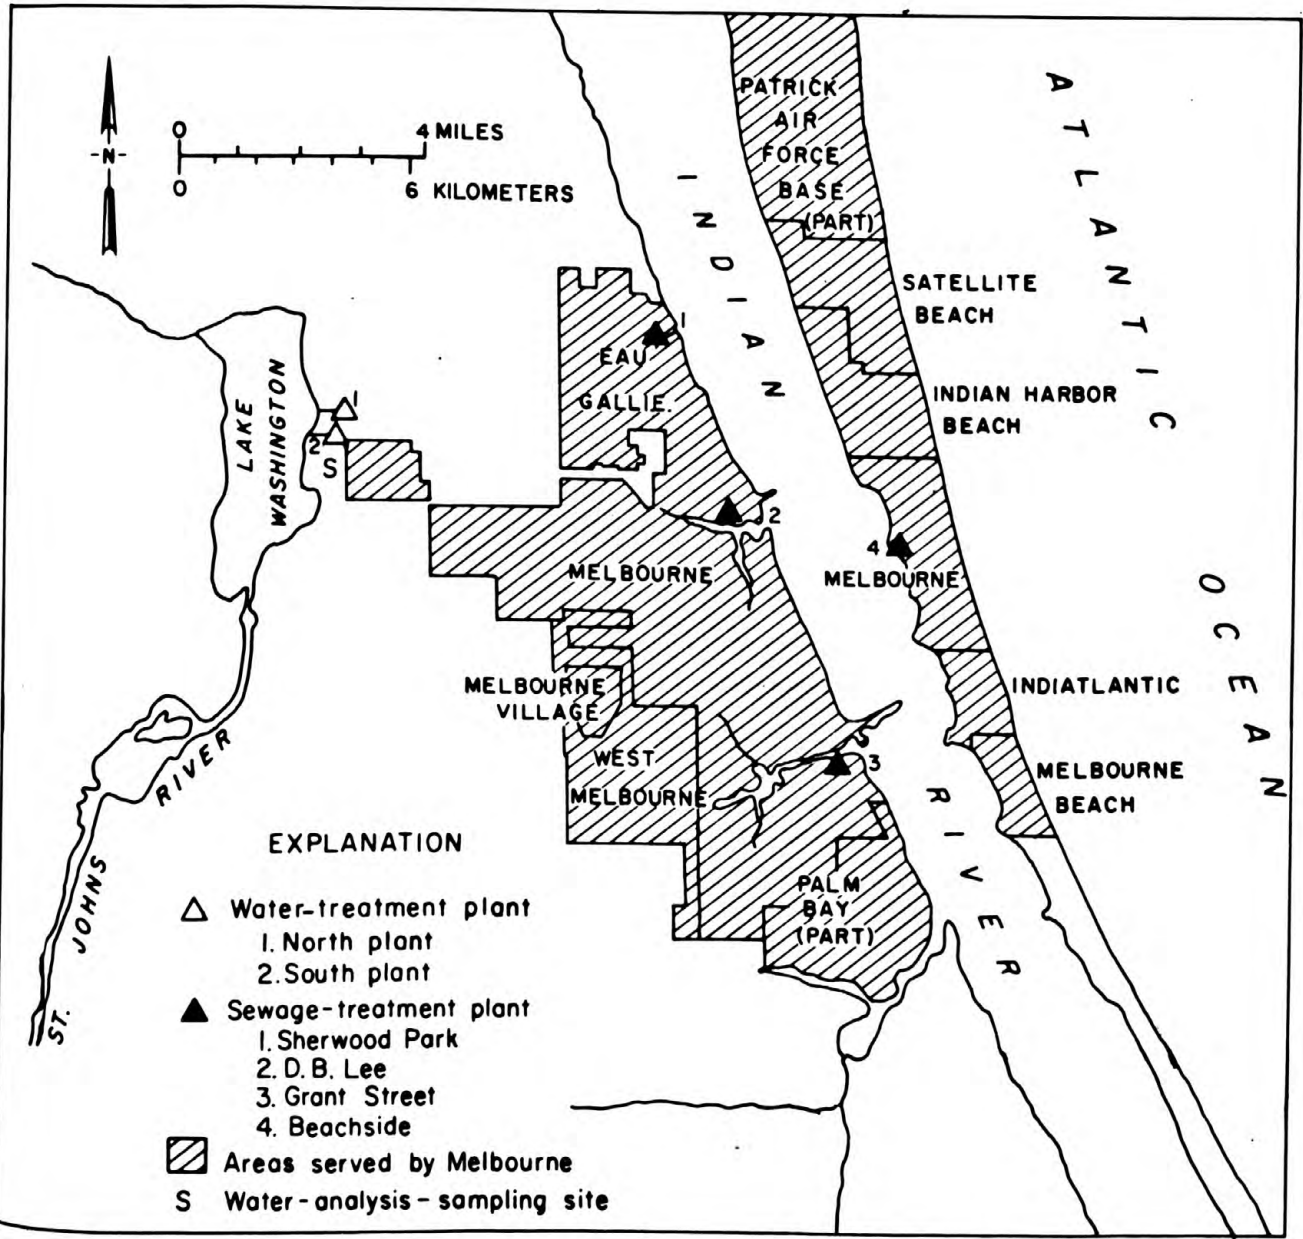 PATRICK
AIR
FORCE
BASE
(PART)
ATLANTIC
OCEAN
0 4 MILES
-N-
0 6 KILOMETERS
INDIAN
RIVER
SATELLITE
BEACH
1
EAU
GALLIE.
INDIAN HARBOR
BEACH
LAKE
WASHINGTON
1
2
S
2
4
MELBOURNE
MELBOURNE
MELBOURNE
VILLAGE
INDIATLANTIC
WEST
MELBOURNE
3
MELBOURNE
BEACH
ST. JOHNS RIVER
PALM
BAY
(PART)
EXPLANATION
Water-treatment plant
1. North plant
2. South plant
Sewage-treatment plant
1. Sherwood Park
2. D.B. Lee
3. Grant Street
4. Beachside
Areas served by Melbourne
S Water-analysis-sampling site